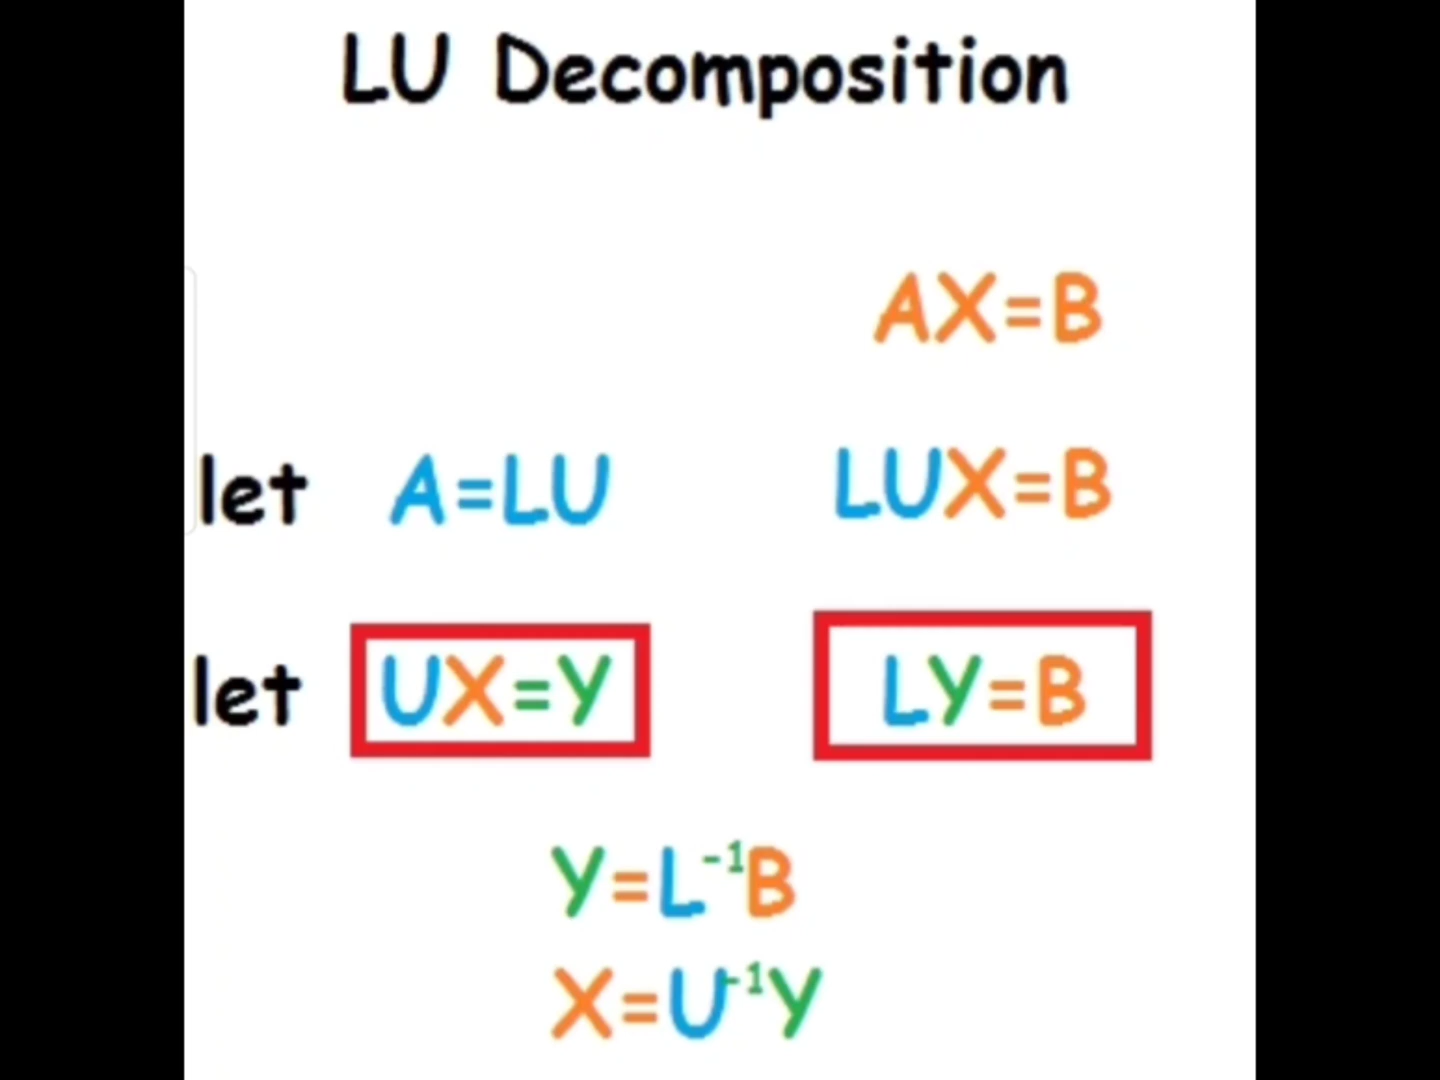 LU Decomposition
AX=B
let A=LU LUX=B
let UX=Y LY=B
Y=L⁻¹B
X=U⁻¹Y